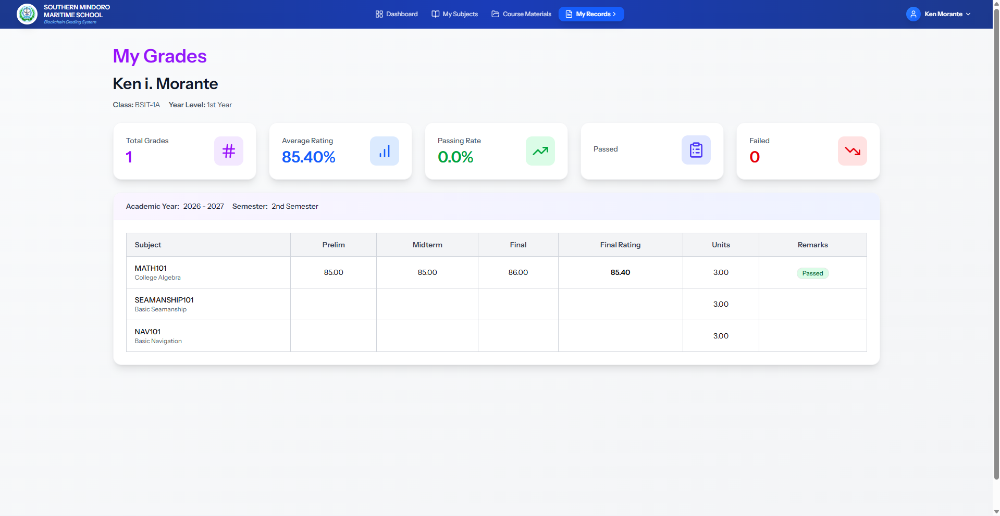 SOUTHERN MINDORO
MARITIME SCHOOL
Blockchain Grading System
Dashboard
My Subjects
Course Materials
My Records
Ken Morante
My Grades
Ken i. Morante
Class: BSIT-1A Year Level: 1st Year
Total Grades
1
Average Rating
85.40%
Passing Rate
0.0%
Passed
Failed
0
Academic Year: 2026 - 2027 Semester: 2nd Semester
Subject Prelim Midterm Final Final Rating Units Remarks
MATH101
College Algebra
85.00 85.00 86.00 85.40 3.00 Passed
SEAMANSHIP101
Basic Seamanship
3.00
NAV101
Basic Navigation
3.00